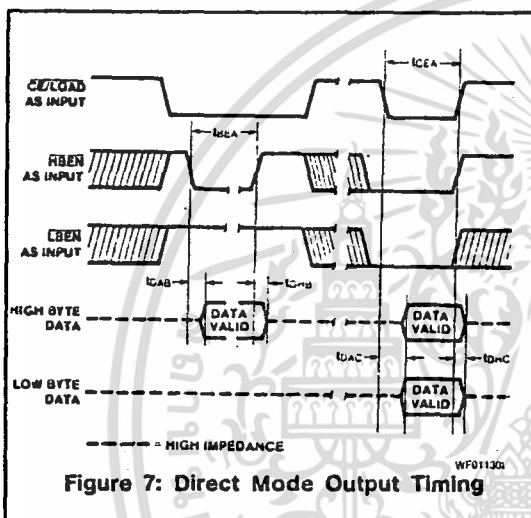 tCEA
CE/LOAD
AS INPUT
tBEA
HBEN
AS INPUT
LBEN
AS INPUT
tDAB
tDHB
HIGH BYTE
DATA
DATA
VALID
DATA
VALID
tDAC
tDHC
LOW BYTE
DATA
DATA
VALID
= HIGH IMPEDANCE
WF01130I
Figure 7: Direct Mode Output Timing